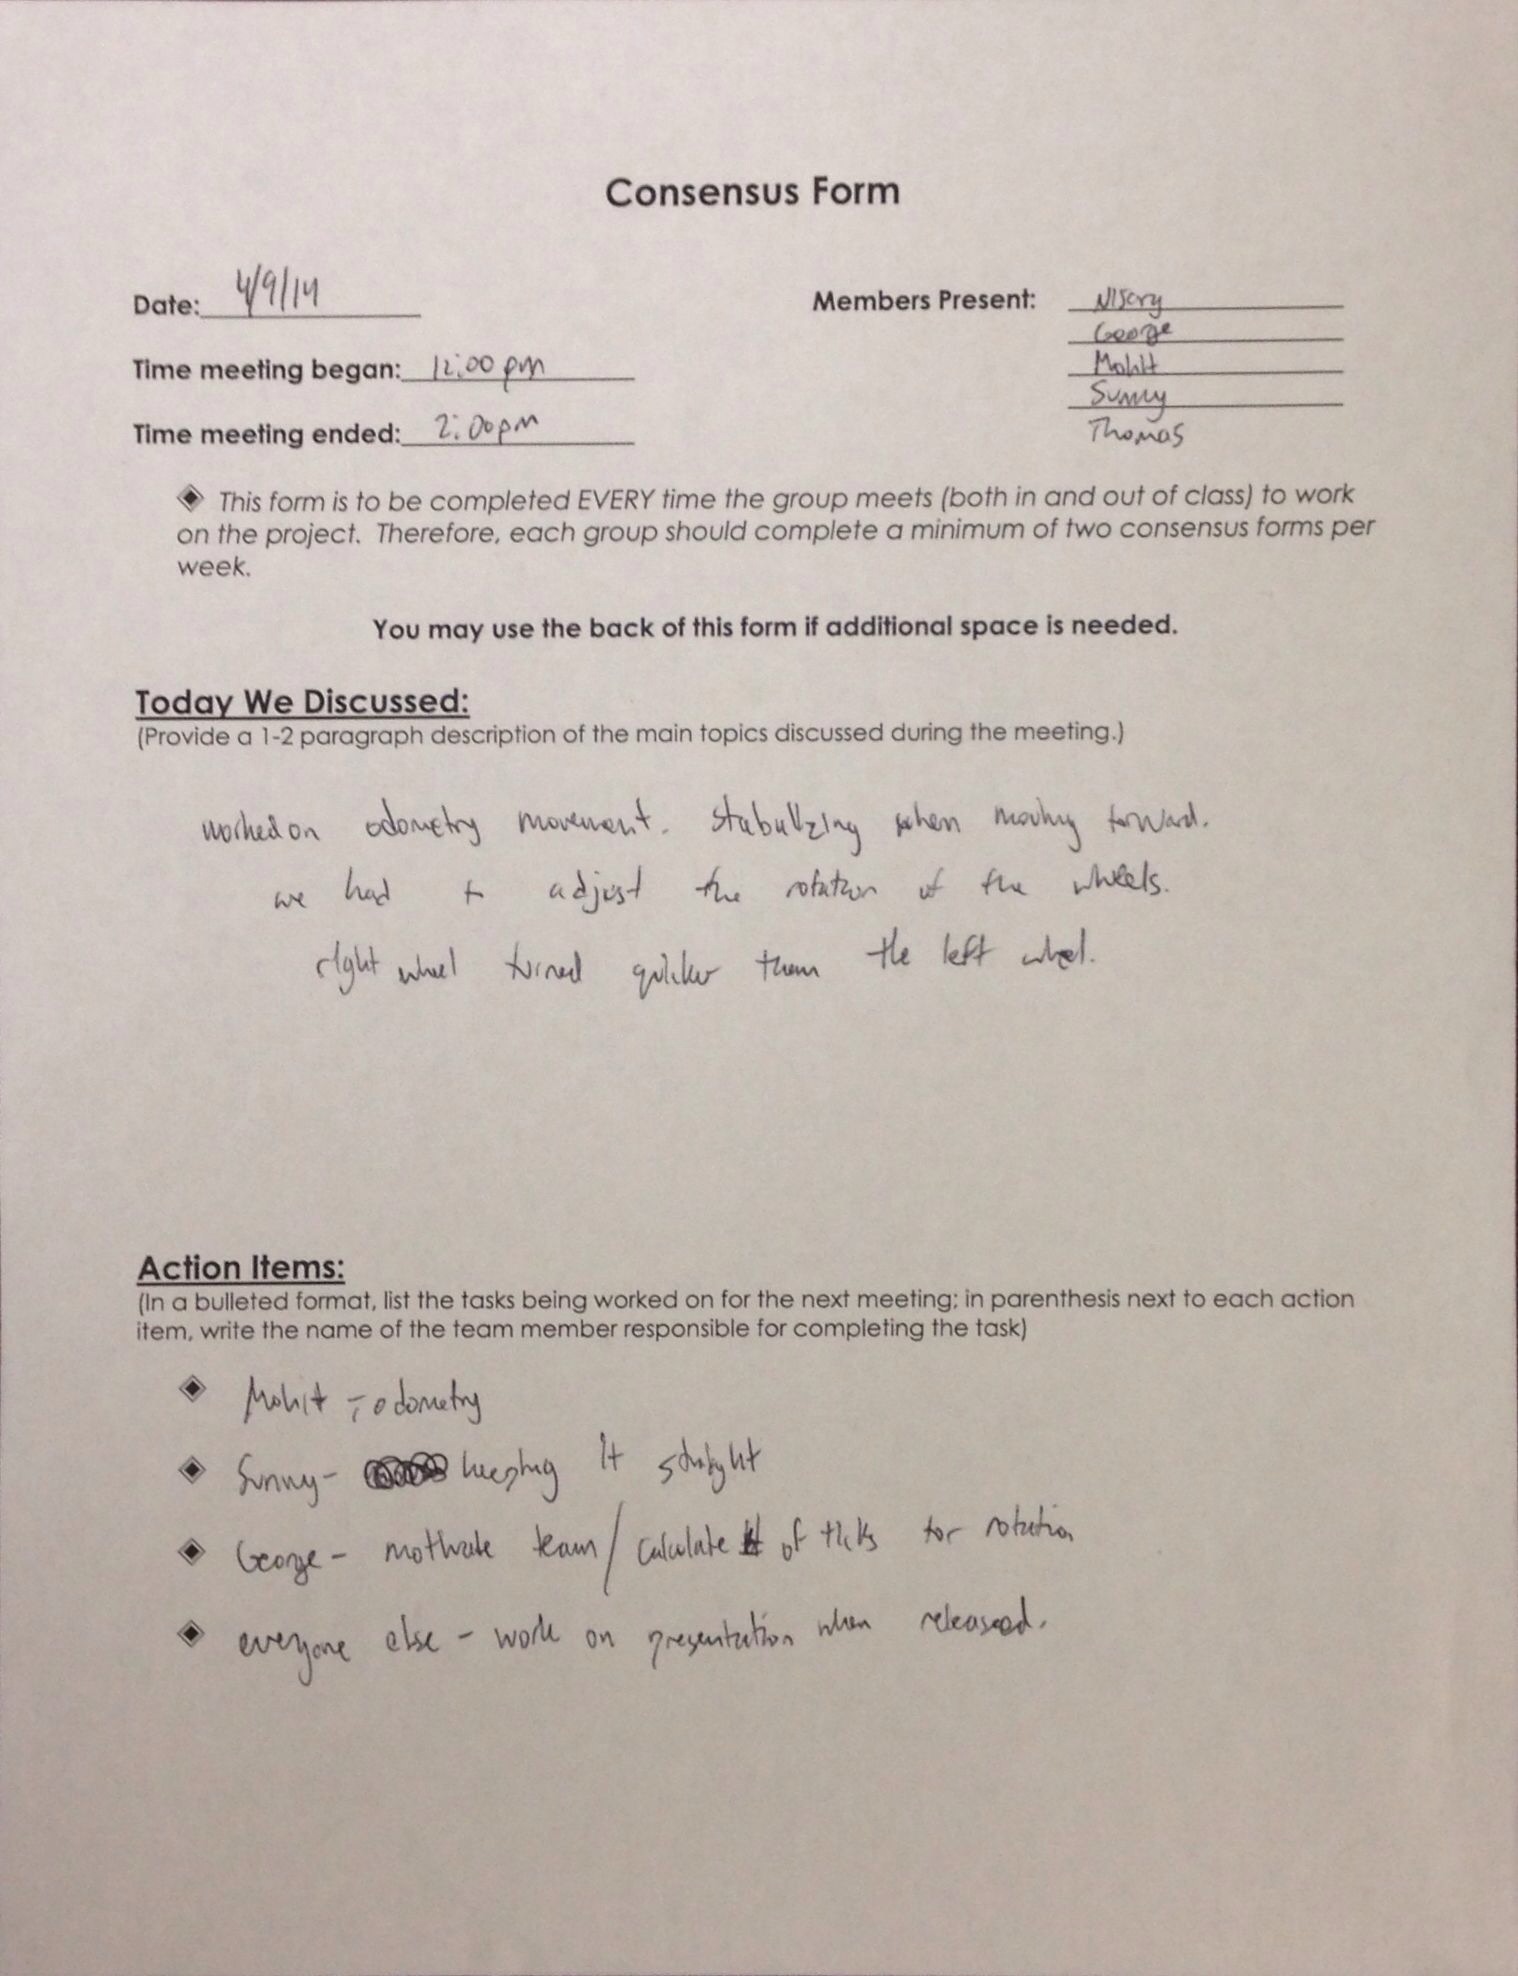 Consensus Form
Date: 4/9/14
Members Present: Nisory
George
Time meeting began: 12:00 pm
Mohit
Sunny
Time meeting ended: 2:00pm
Thomas
◈ This form is to be completed EVERY time the group meets (both in and out of class) to work
on the project. Therefore, each group should complete a minimum of two consensus forms per
week.
You may use the back of this form if additional space is needed.
Today We Discussed:
(Provide a 1-2 paragraph description of the main topics discussed during the meeting.)
worked on odometry movement. stabullzing when moving forward.
we had to adjust the rotation of the wheels.
right wheel turned quicker then the left wheel.
Action Items:
(In a bulleted format, list the tasks being worked on for the next meeting; in parenthesis next to each action
item, write the name of the team member responsible for completing the task)
◈ Mohit - odometry
◈ Sunny - keeping it straight
◈ George - motivate team / calculate # of ticks for rotation
◈ everyone else - work on presentation when released.